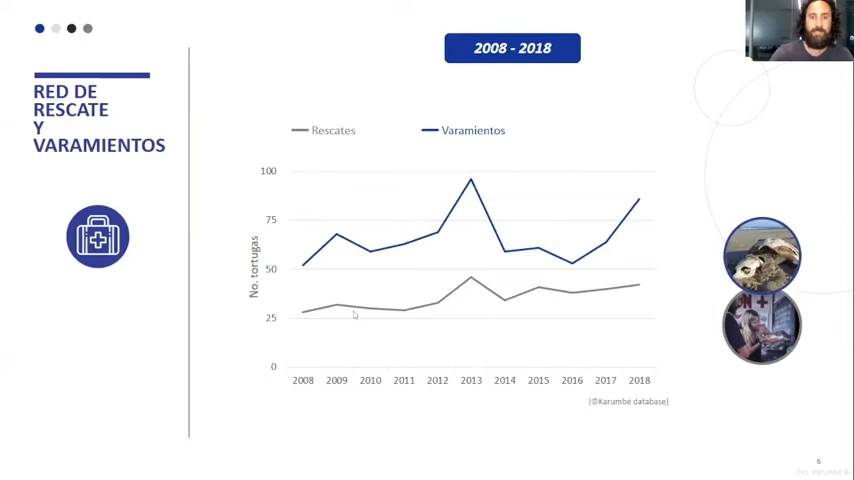 2008 - 2018
RED DE
RESCATE
Y
VARAMIENTOS
Rescates
Varamientos
100
75
50
25
0
No. tortugas
2008 2009 2010 2011 2012 2013 2014 2015 2016 2017 2018
[©Karumbé database]
6